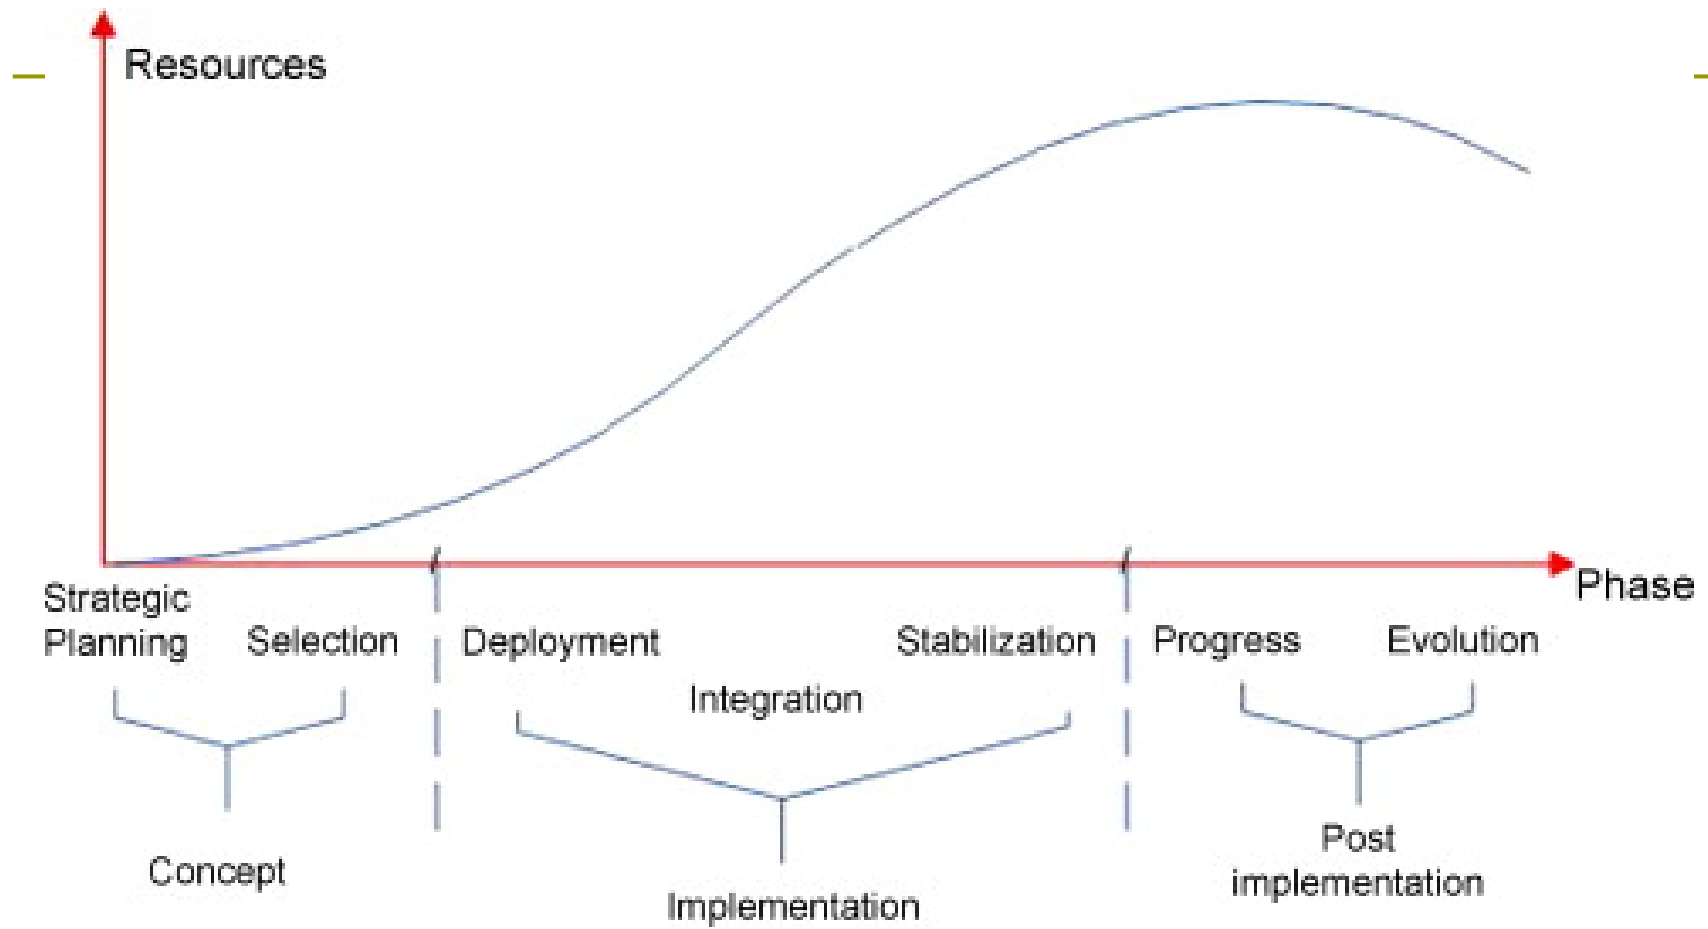 Resources
Phase
Strategic
Planning
Selection
Deployment
Integration
Stabilization
Progress
Evolution
Concept
Implementation
Post
implementation